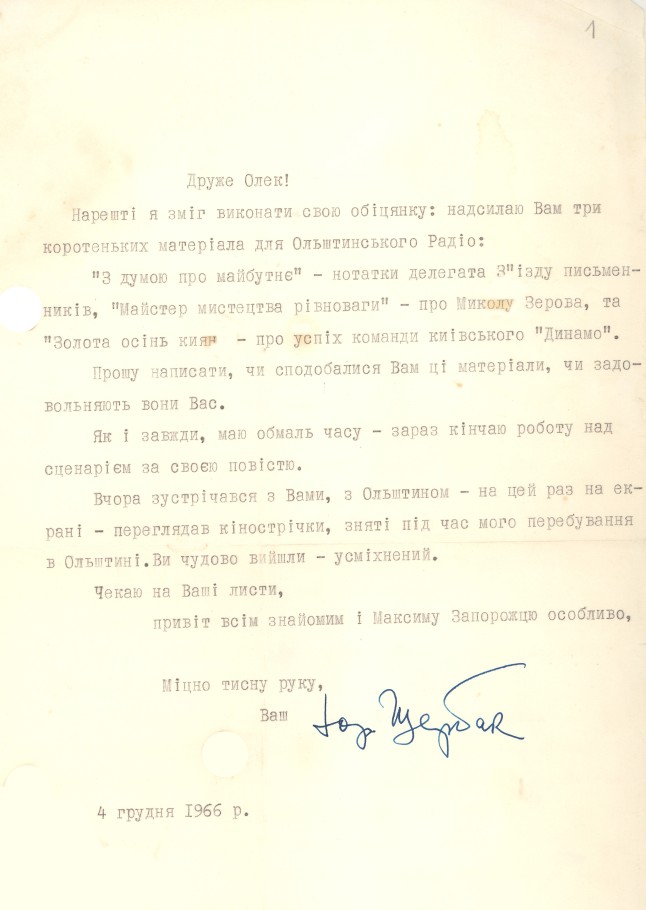 1
Друже Олек!
Нарешті я зміг виконати свою обіцянку: надсилаю Вам три
коротеньких матеріала для Ольштинського Радіо:
"З думою про майбутнє" – нотатки делегата З"їзду письмен-
ників, "Майстер мистецтва рівноваги" – про Миколу Зерова, та
"Золота осінь киян – про успіх команди київського "Динамо".
Прошу написати, чи сподобалися Вам ці матеріали, чи задо-
вольняють вони Вас.
Як і завжди, маю обмаль часу – зараз кінчаю роботу над
сценарієм за своєю повістю.
Вчора зустрічався з Вами, з Ольштином – на цей раз на ек-
рані – переглядав кінострічки, зняті під час мого перебування
в Ольштині.Ви чудово вийшли – усміхнений.
Чекаю на Ваші листи,
привіт всім знайомим і Максиму Запорожцю особливо,
Міцно тисну руку,
Ваш Юр Щербак
4 грудня 1966 р.